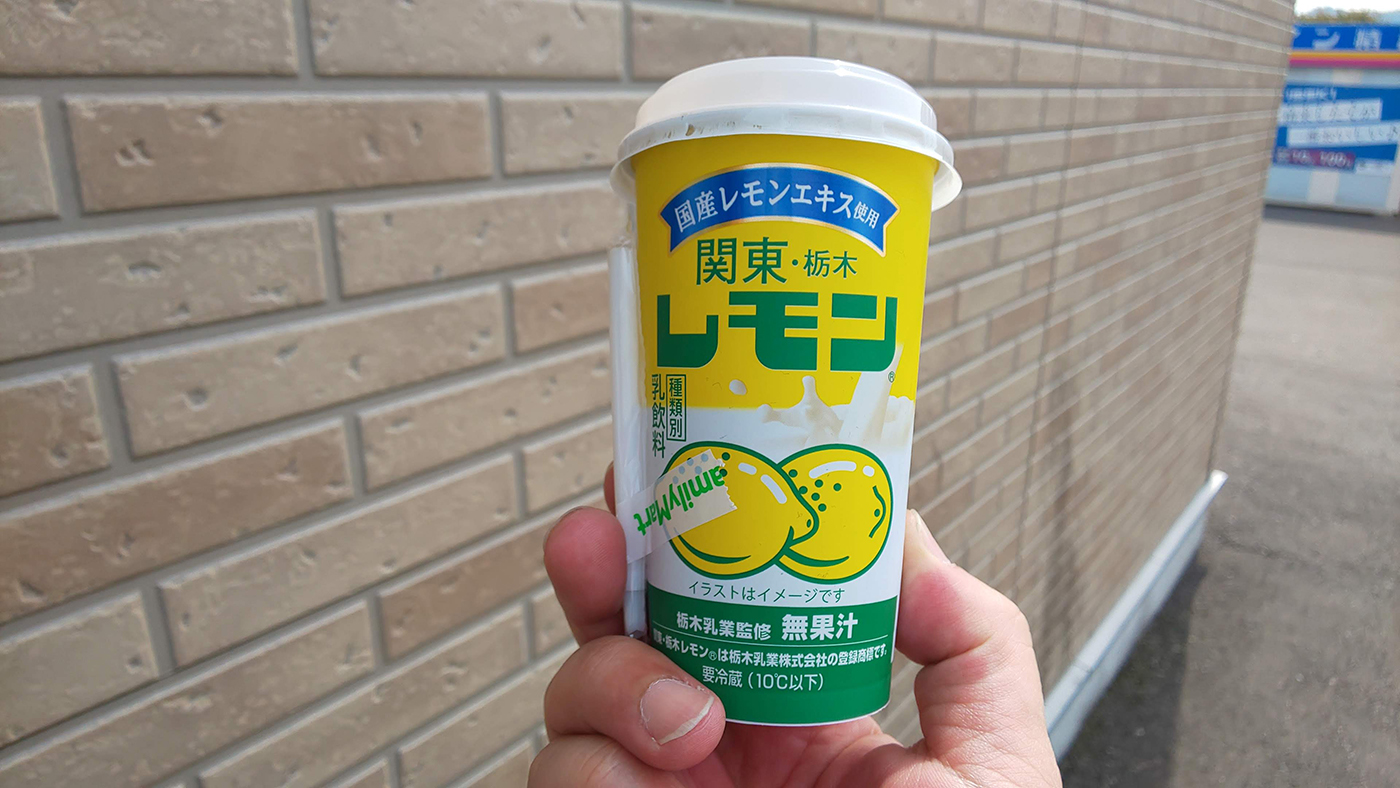 国産レモンエキス使用
関東・栃木
レモン®
種類別
乳飲料
amilyMart
イラストはイメージです
栃木乳業監修 無果汁
関東・栃木レモン®は栃木乳業株式会社の登録商標です。
要冷蔵(10℃以下)